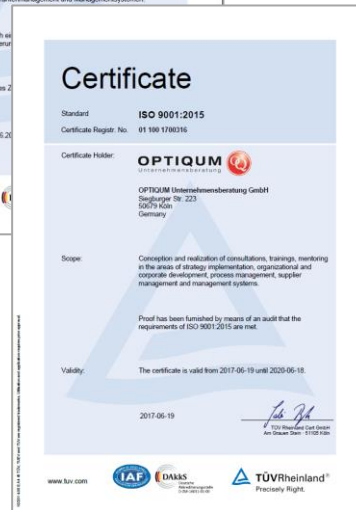 Certificate
Standard ISO 9001:2015
Certificate Registr. No. 01 100 1700316
Certificate Holder: OPTIQUM
Unternehmensberatung
OPTIQUM Unternehmensberatung GmbH
Siegburger Str. 223
50679 Köln
Germany
Scope: Conception and realization of consultations, trainings, mentoring
in the areas of strategy implementation, organizational and
corporate development, process management, supplier
management and management systems.
Proof has been furnished by means of an audit that the
requirements of ISO 9001:2015 are met.
Validity: The certificate is valid from 2017-06-19 until 2020-06-18.
2017-06-19
TÜV Rheinland Cert GmbH
Am Grauen Stein · 51105 Köln
www.tuv.com
IAF
DAkkS
Deutsche
Akkreditierungsstelle
TÜVRheinland®
Precisely Right.